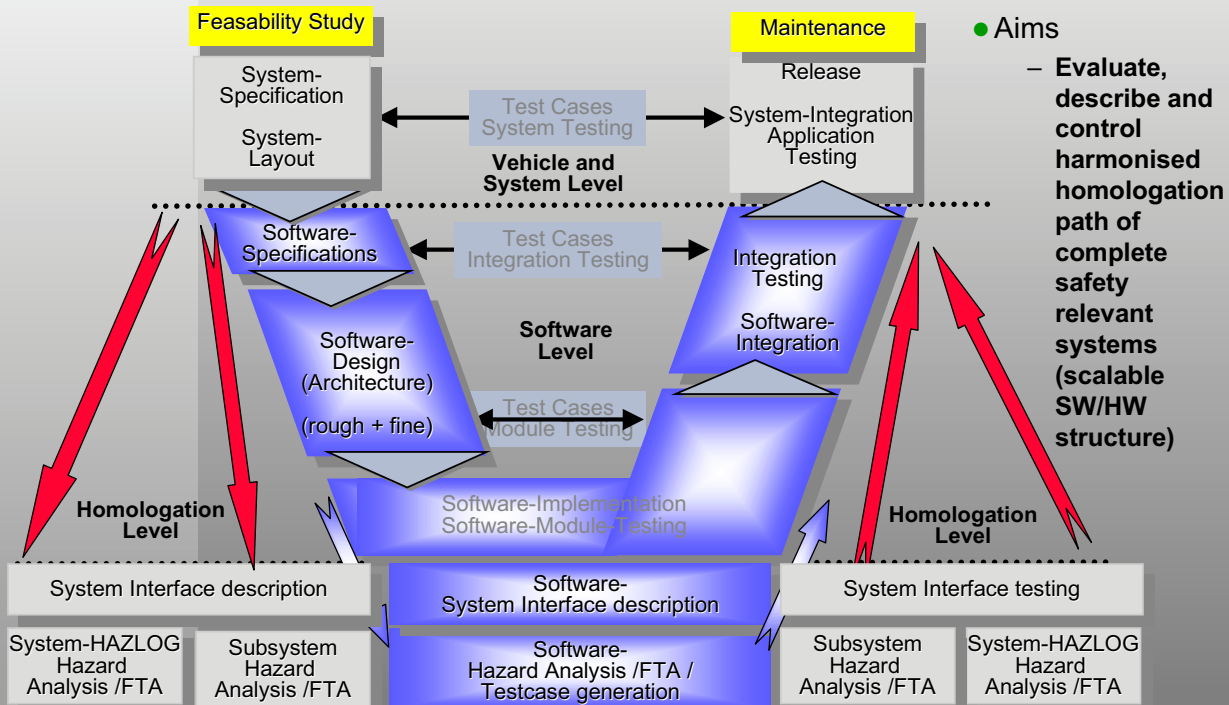 Feasability Study
System-
Specification
System-
Layout
Test Cases
System Testing
Vehicle and
System Level
Maintenance
Release
System-Integration
Application
Testing
Software-
Specifications
Test Cases
Integration Testing
Integration
Testing
Software-
Integration
Software-
Design
(Architecture)
(rough + fine)
Software
Level
Test Cases
Module Testing
Software-Implementation
Software-Module-Testing
Homologation
Level
Homologation
Level
System Interface description
Software-
System Interface description
System Interface testing
System-HAZLOG
Hazard
Analysis /FTA
Subsystem
Hazard
Analysis /FTA
Software-
Hazard Analysis /FTA /
Testcase generation
Subsystem
Hazard
Analysis /FTA
System-HAZLOG
Hazard
Analysis /FTA
● Aims
– Evaluate,
describe and
control
harmonised
homologation
path of
complete
safety
relevant
systems
(scalable
SW/HW
structure)